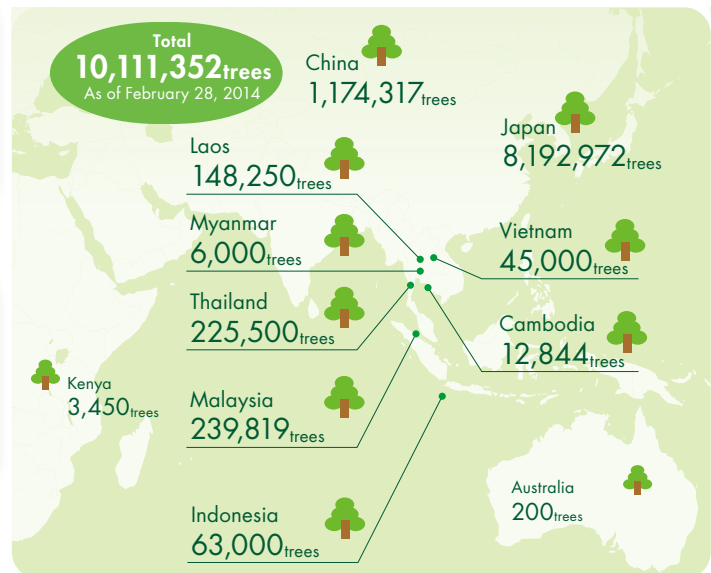 Total
10,111,352trees
As of February 28, 2014
China
1,174,317trees
Japan
8,192,972trees
Laos
148,250trees
Myanmar
6,000trees
Vietnam
45,000trees
Thailand
225,500trees
Cambodia
12,844trees
Kenya
3,450trees
Malaysia
239,819trees
Australia
200trees
Indonesia
63,000trees